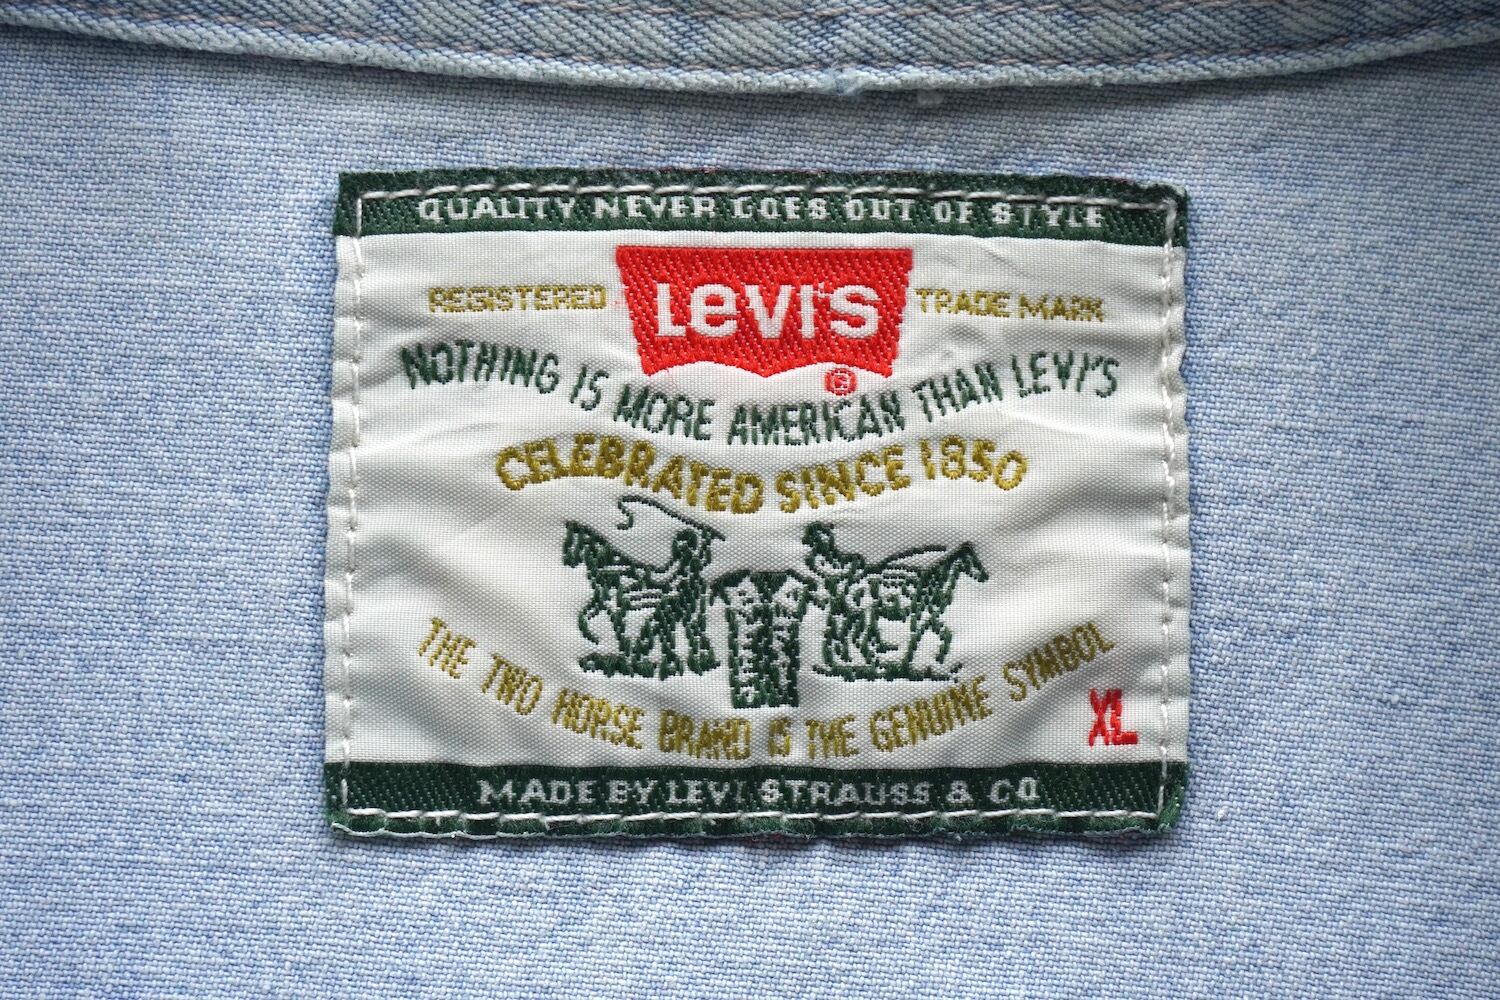 QUALITY NEVER GOES OUT OF STYLE
REGISTERED LEVI'S TRADE MARK
®
NOTHING IS MORE AMERICAN THAN LEVI'S
CELEBRATED SINCE 1850
THE TWO HORSE BRAND IS THE GENUINE SYMBOL
XL
MADE BY LEVI STRAUSS & CO